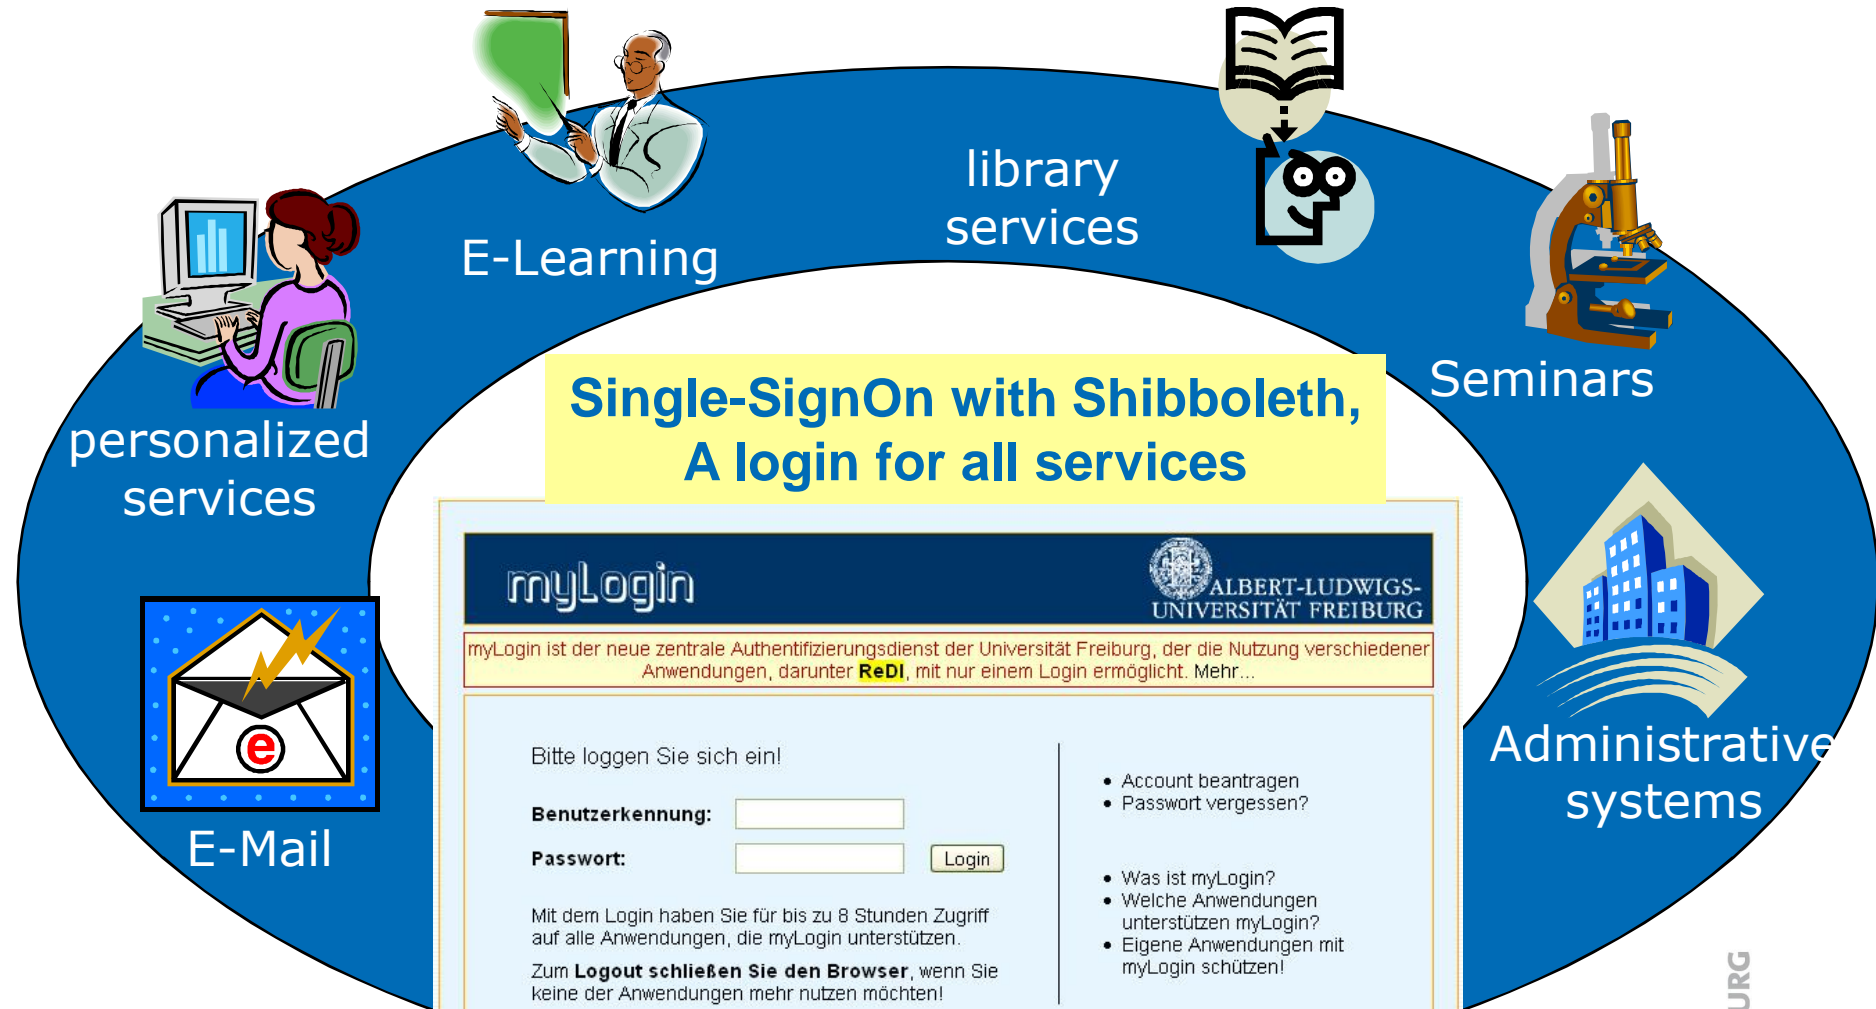 E-Learning
library
services
Seminars
personalized
services
Single-SignOn with Shibboleth,
A login for all services
Administrative
systems
e
E-Mail
myLogin
ALBERT-LUDWIGS-
UNIVERSITÄT FREIBURG
myLogin ist der neue zentrale Authentifizierungsdienst der Universität Freiburg, der die Nutzung verschiedener
Anwendungen, darunter ReDI, mit nur einem Login ermöglicht. Mehr...
Bitte loggen Sie sich ein!
Benutzerkennung:
Passwort:
Login
Mit dem Login haben Sie für bis zu 8 Stunden Zugriff
auf alle Anwendungen, die myLogin unterstützen.
Zum Logout schließen Sie den Browser, wenn Sie
keine der Anwendungen mehr nutzen möchten!
• Account beantragen
• Passwort vergessen?
• Was ist myLogin?
• Welche Anwendungen
unterstützen myLogin?
• Eigene Anwendungen mit
myLogin schützen!